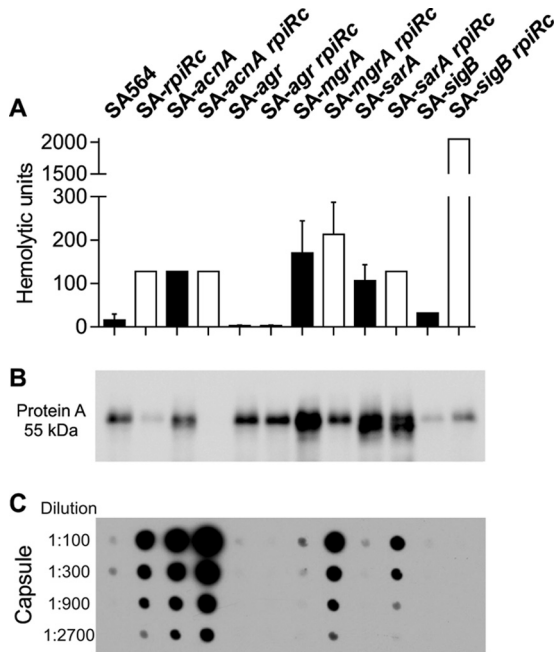 SA564
SA-rpiRc
SA-acnA
SA-acnA rpiRc
SA-agr
SA-agr rpiRc
SA-mgrA
SA-mgrA rpiRc
SA-sarA
SA-sarA rpiRc
SA-sigB
SA-sigB rpiRc
A
Hemolytic units
2000
1500
300
200
100
0
B
Protein A
55 kDa
C
Dilution
Capsule
1:100
1:300
1:900
1:2700